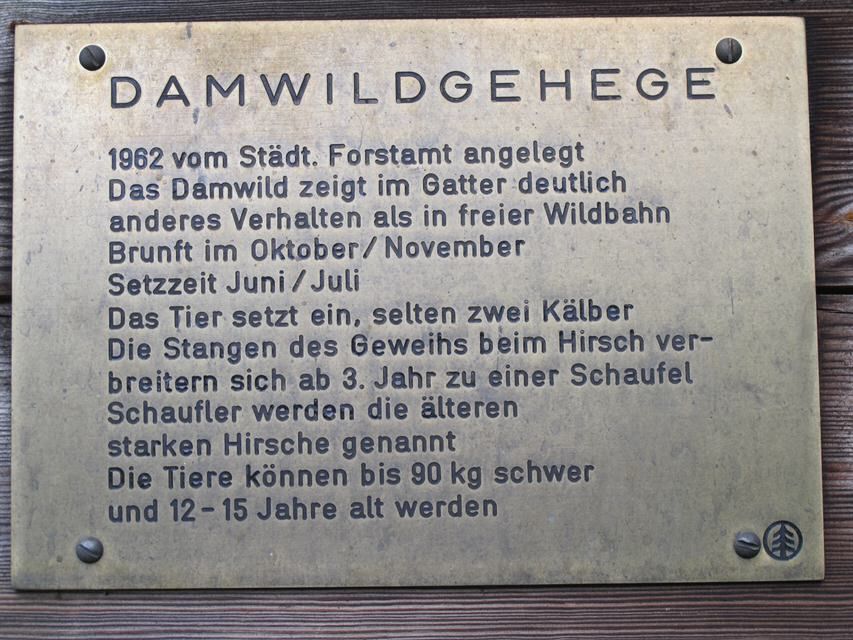 DAMWILDGEHEGE
1962 vom Städt. Forstamt angelegt
Das Damwild zeigt im Gatter deutlich
anderes Verhalten als in freier Wildbahn
Brunft im Oktober/November
Setzzeit Juni/Juli
Das Tier setzt ein, selten zwei Kälber
Die Stangen des Geweihs beim Hirsch ver-
breitern sich ab 3. Jahr zu einer Schaufel
Schaufler werden die älteren
starken Hirsche genannt
Die Tiere können bis 90 kg schwer
und 12-15 Jahre alt werden